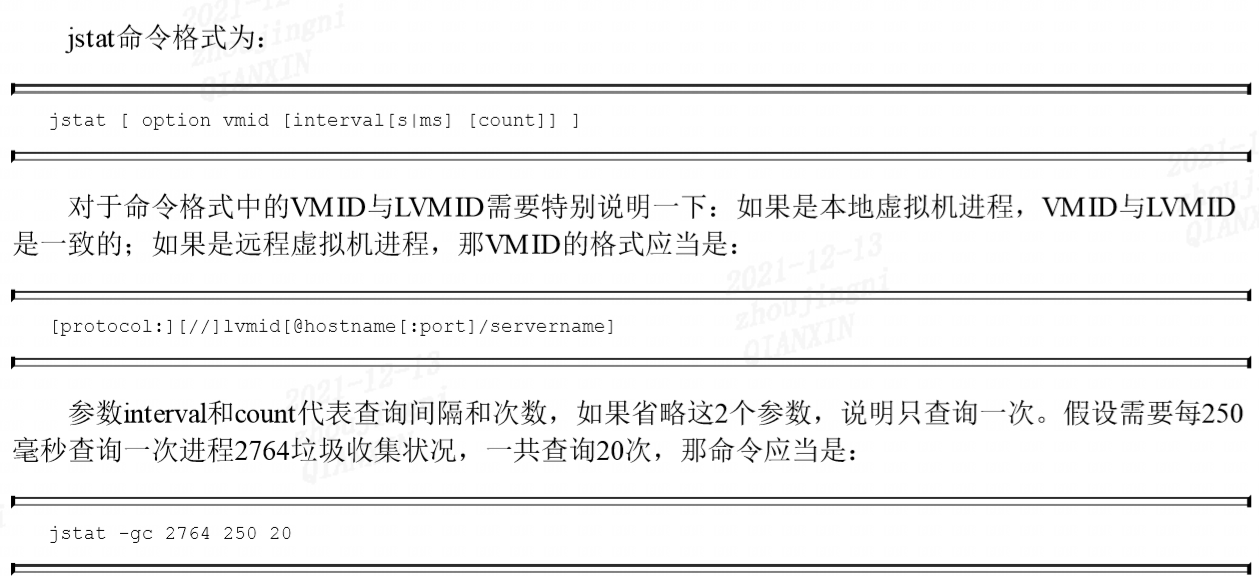 jstat命令格式为：
jstat [ option vmid [interval[s|ms] [count]] ]
对于命令格式中的VMID与LVMID需要特别说明一下：如果是本地虚拟机进程，VMID与LVMID
是一致的；如果是远程虚拟机进程，那VMID的格式应当是：
[protocol:][//]lvmid[@hostname[:port]/servername]
参数interval和count代表查询间隔和次数，如果省略这2个参数，说明只查询一次。假设需要每250
毫秒查询一次进程2764垃圾收集状况，一共查询20次，那命令应当是：
jstat -gc 2764 250 20
2021-12-13
zhoujingni
QIANXIN